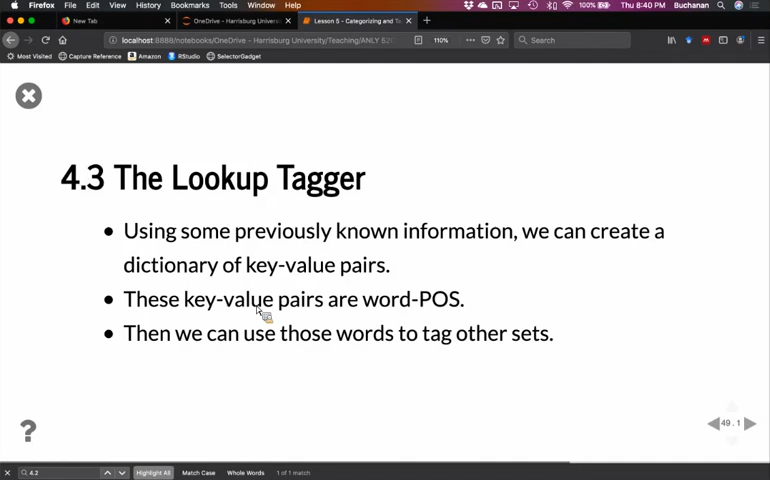 Firefox File Edit View History Bookmarks Tools Window Help 100% Thu 8:40 PM Buchanan
New Tab OneDrive - Harrisburg Universi Lesson 5 - Categorizing and Ta
localhost:8888/notebooks/OneDrive - Harrisburg University/Teaching/ANLY 52 110% Search
Most Visited Capture Reference Amazon RStudio SelectorGadget
4.3 The Lookup Tagger
Using some previously known information, we can create a
dictionary of key-value pairs.
These key-value pairs are word-POS.
Then we can use those words to tag other sets.
?
49.1
4.2 Highlight All Match Case Whole Words 1 of 1 match